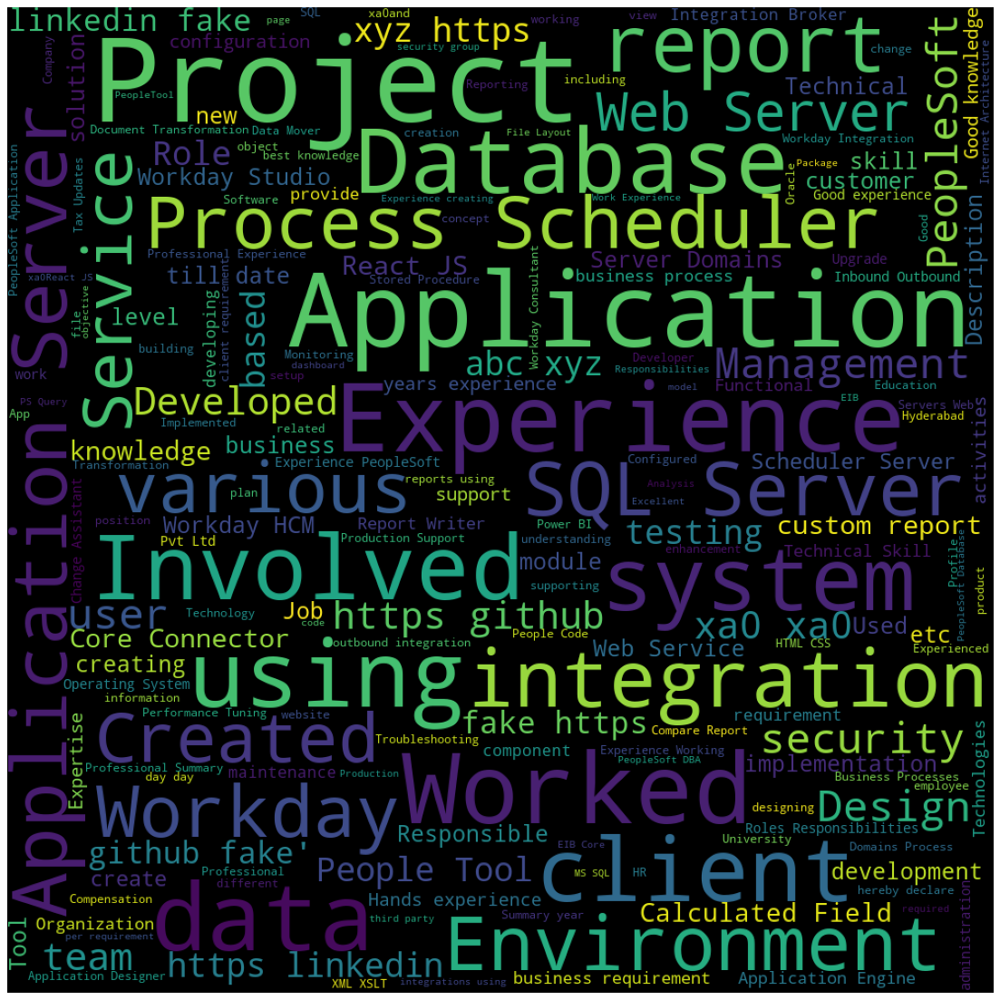 linkedin fake
xyz https
xa0and
SQL
page
working
view
Integration Broker
Company
solution
configuration
security group
Project
report
change
PeopleSoft
Good knowledge
Internet Architecture
PeopleTool
Reporting
including
Technical
new
Web Server
Document Transformation
Data Mover
creation
File Layout
Workday Integration
Role
object
best knowledge
Database
Package
skill
Workday Studio
Oracle
customer
PeopleSoft Application
Tax Updates
Server
Service
Software
provide
Experience creating
Work Experience
Good experience
Process Scheduler
concept
Good
Description
Professional Experience
React JS
Server Domains
Upgrade
xa0React JS
till date
Stored Procedure
business process
Inbound Outbound
client requirement
Workday Consultant
Application
file
objective
level
developing
based
building
Monitoring
dashboard
setup
abc xyz
Developer
Responsibilities
Management
Education
work
years experience
Functional
model
EIB
PS Query
Developed
Experience
Servers Web
App
Implemented
related
Hyderabad
activities
knowledge
business
Transformation
various
Experience PeopleSoft
SQL Server
Configured
Scheduler Server
reports using
Change Assistant
plan
support
Analysis
Excellent
position
Workday HCM
Report Writer
Power BI
testing
custom report
Pvt Ltd
Production Support
understanding
enhancement
Technical Skill
Profile
PeopleSoft Database
Involved
module
system
supporting
product
Application
user
Technology
Job
code
https github
xa0 xa0
Used
etc
Core Connector
People Code
outbound integration
Web Service
HTML CSS
Experienced
creating
using
integration
Operating System
information
Performance Tuning
website
fake https
Compare Report
requirement
Expertise
Created
Troubleshooting
component
Experience Working
security
Technologies
Professional Summary
maintenance
Production
PeopleSoft DBA
implementation
day day
Worked
Business Processes
employee
Workday
designing
Design
Responsible
Roles Responsibilities
github fake'
University
EIB Core
Domains Process
Professional
People Tool
client
MS SQL
HR
development
create
different
hereby declare
Compensation
data
Hands experience
Summary year
Calculated Field
required
administration
Tool
Organization
third party
per requirement
Environment
team
https linkedin
Application Designer
XML XSLT
integrations using
business requirement
Application Engine